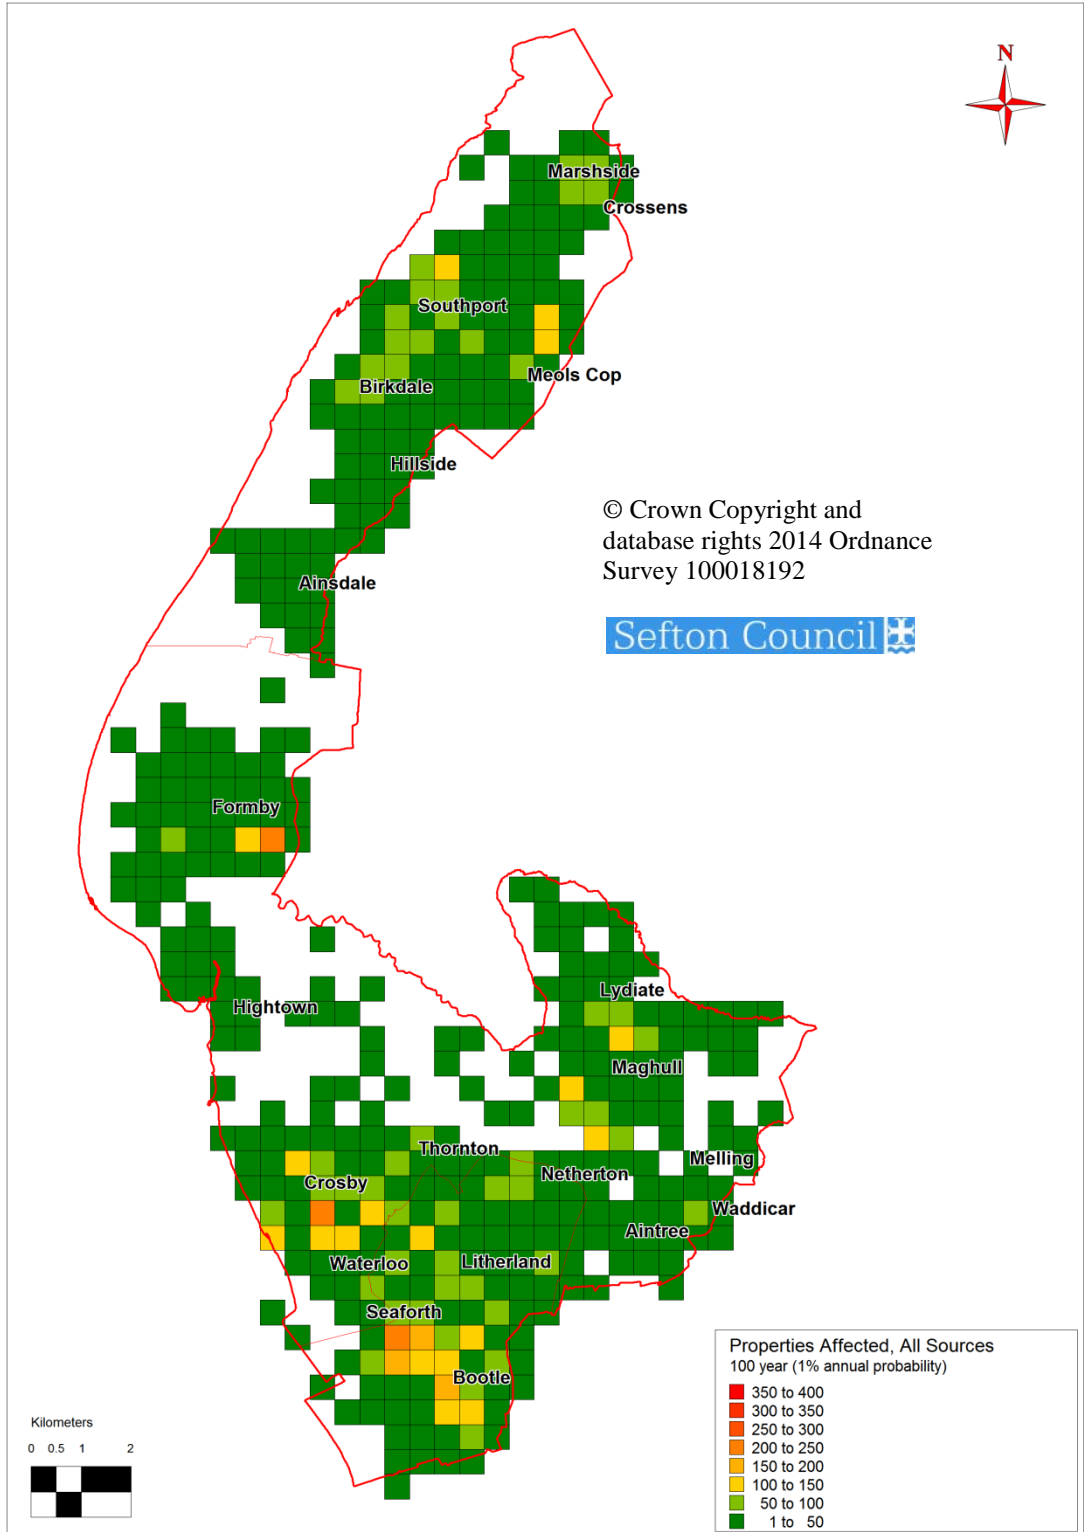 N
Marshside
Crossens
Southport
Meols Cop
Birkdale
Hillside
© Crown Copyright and
database rights 2014 Ordnance
Survey 100018192
Ainsdale
Sefton Council
Formby
Lydiate
Hightown
Maghull
Thornton
Melling
Netherton
Crosby
Waddicar
Aintree
Waterloo
Litherland
Seaforth
Bootle
Properties Affected, All Sources
100 year (1% annual probability)
350 to 400
300 to 350
250 to 300
200 to 250
150 to 200
100 to 150
50 to 100
1 to 50
Kilometers
0 0.5 1 2